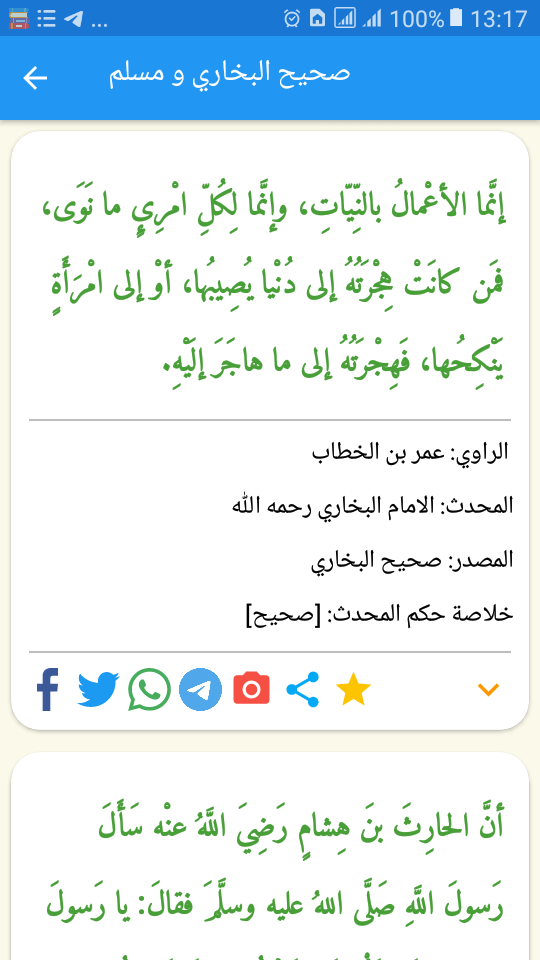 ... 100% 13:17
صحيح البخاري و مسلم
إنَّما الأعْمالُ بالنِّيّاتِ، وإنَّما لِكُلِّ امْرِئٍ ما نَوَى،
فمَن كانَتْ هِجْرَتُهُ إلى دُنْيا يُصِيبُها، أوْ إلى امْرَأَةٍ
يَنْكِحُها، فَهِجْرَتُهُ إلى ما هاجَرَ إلَيْهِ.
الراوي: عمر بن الخطاب
المحدث: الامام البخاري رحمه الله
المصدر: صحيح البخاري
خلاصة حكم المحدث: [صحيح]
أنَّ الحارِثَ بنَ هِشامٍ رَضِيَ اللَّهُ عنْه سَأَلَ
رَسولَ اللَّهِ صَلَّى اللهُ عليه وسلَّمَ فقالَ: يا رَسولَ